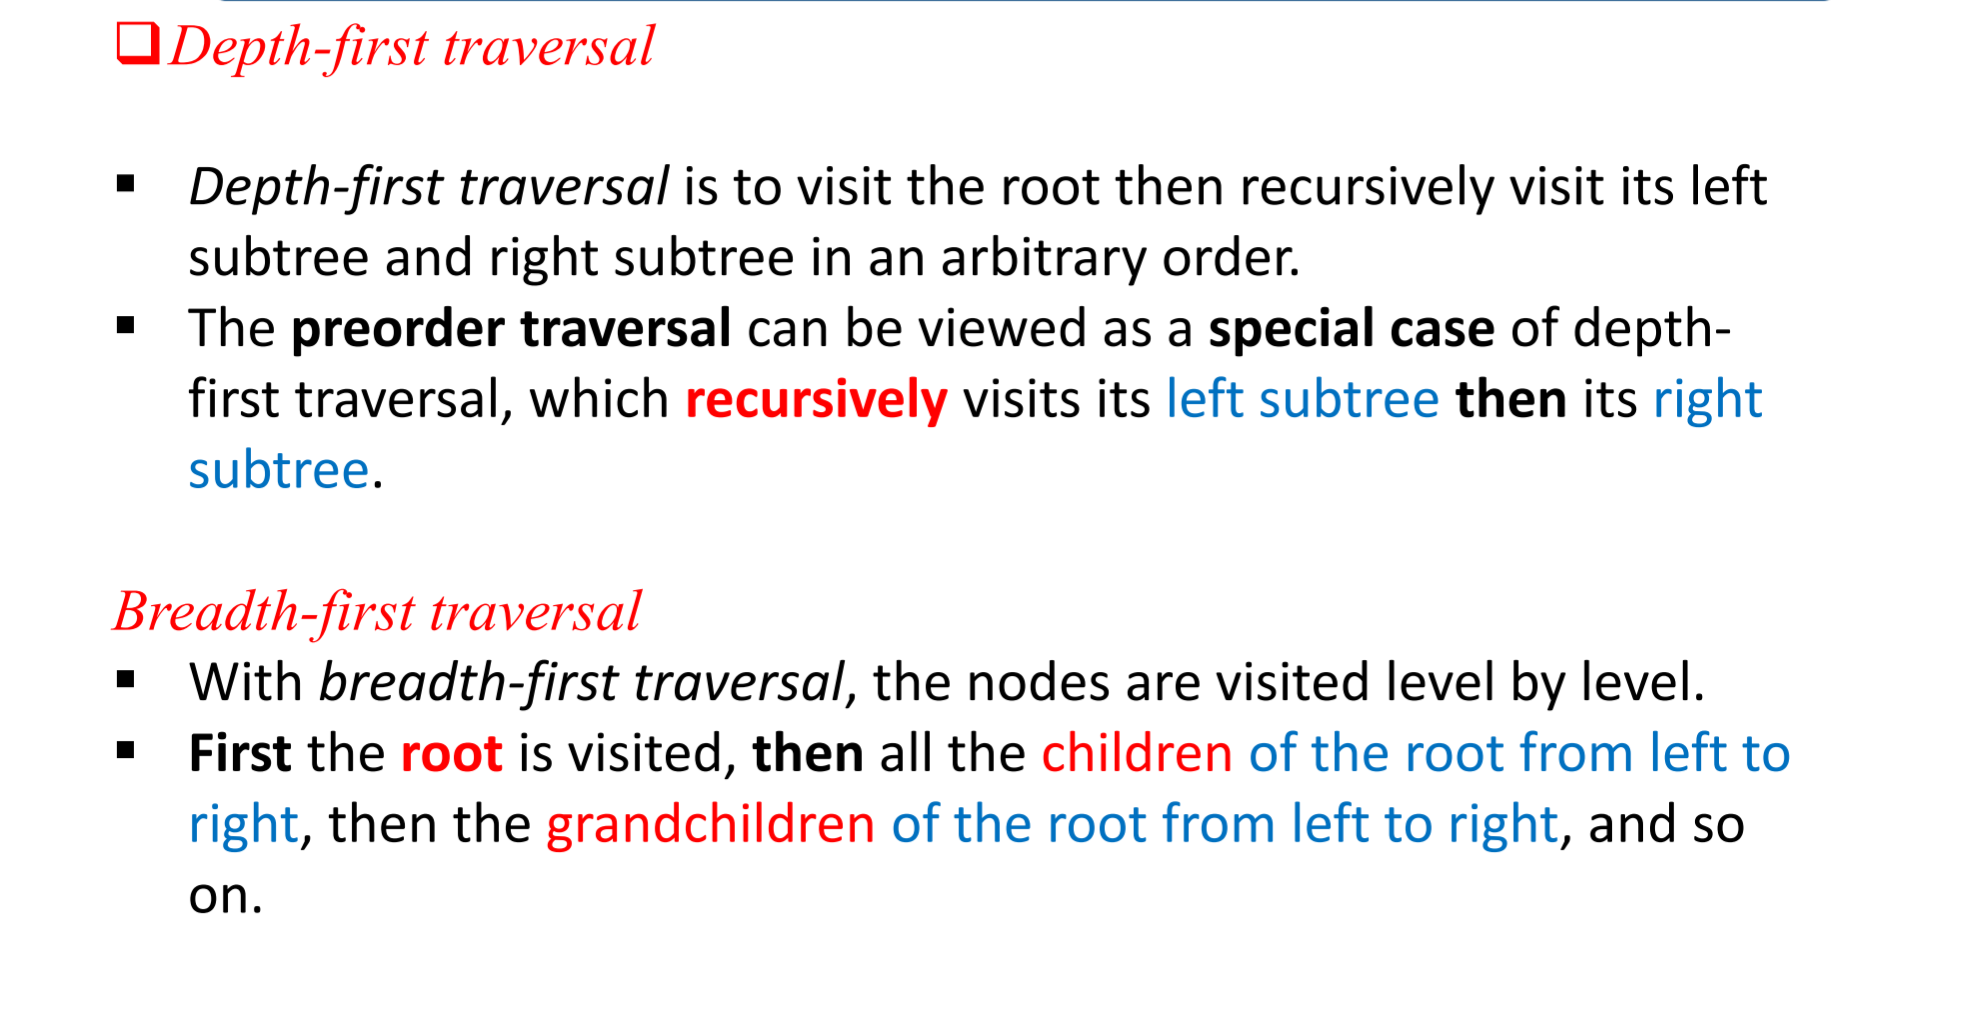 Depth-first traversal
Depth-first traversal is to visit the root then recursively visit its left
subtree and right subtree in an arbitrary order.
The preorder traversal can be viewed as a special case of depth-
first traversal, which recursively visits its left subtree then its right
subtree.
Breadth-first traversal
With breadth-first traversal, the nodes are visited level by level.
First the root is visited, then all the children of the root from left to
right, then the grandchildren of the root from left to right, and so
on.